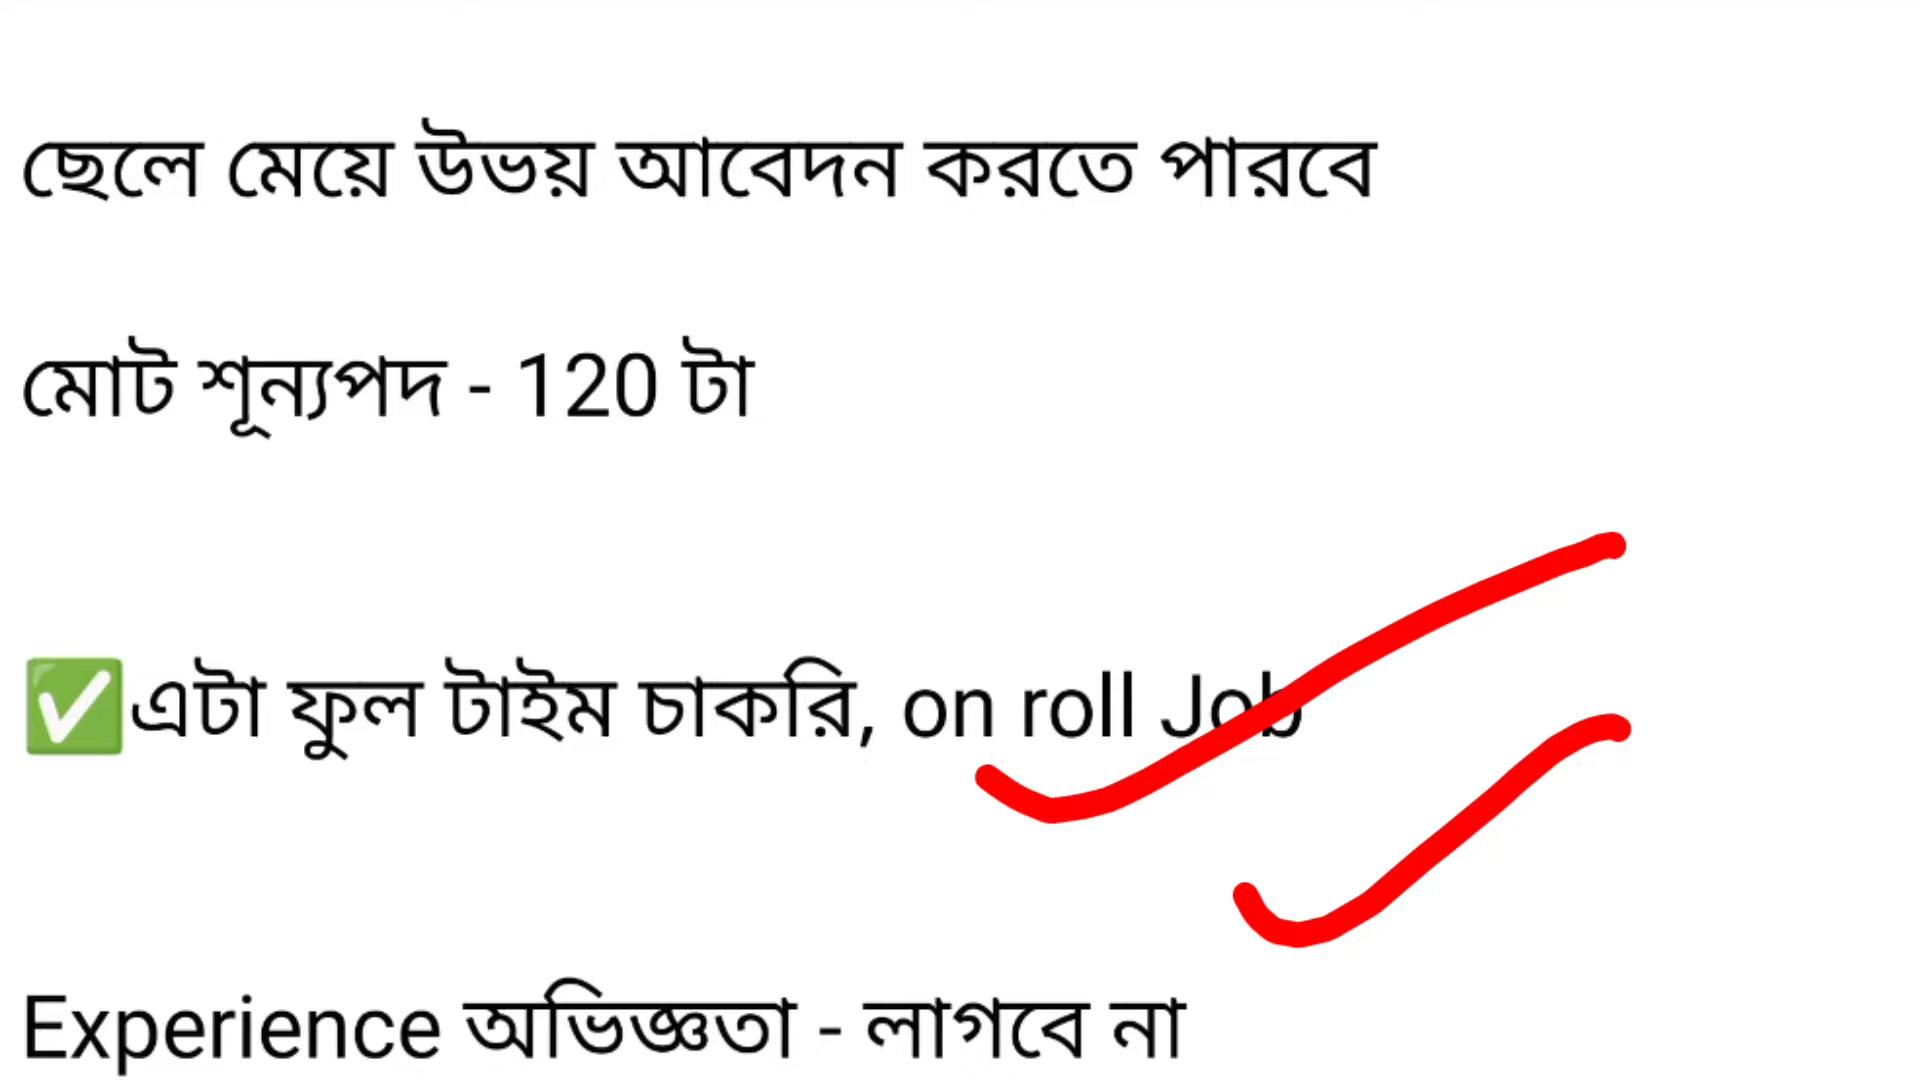 ছেলে মেয়ে উভয় আবেদন করতে পারবে
মোট শূন্যপদ - 120 টা
✅এটা ফুল টাইম চাকরি, on roll Job
Experience অভিজ্ঞতা - লাগবে না